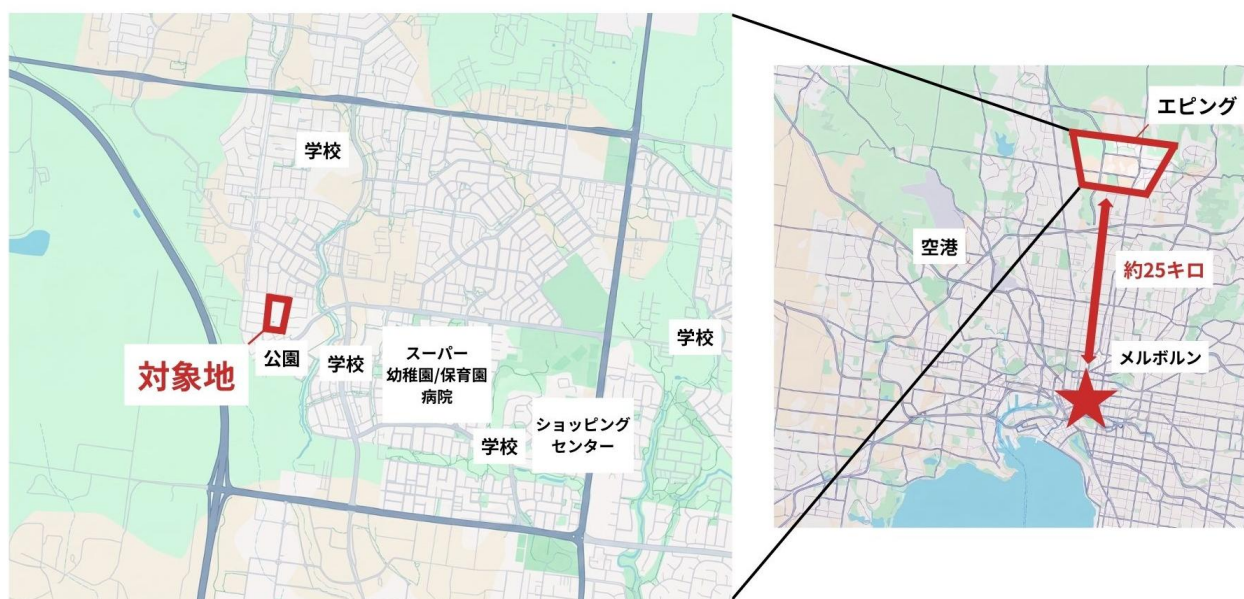 学校
対象地
公園
学校
スーパー
幼稚園/保育園
病院
学校
ショッピング
センター
学校
エピング
空港
約25キロ
メルボルン